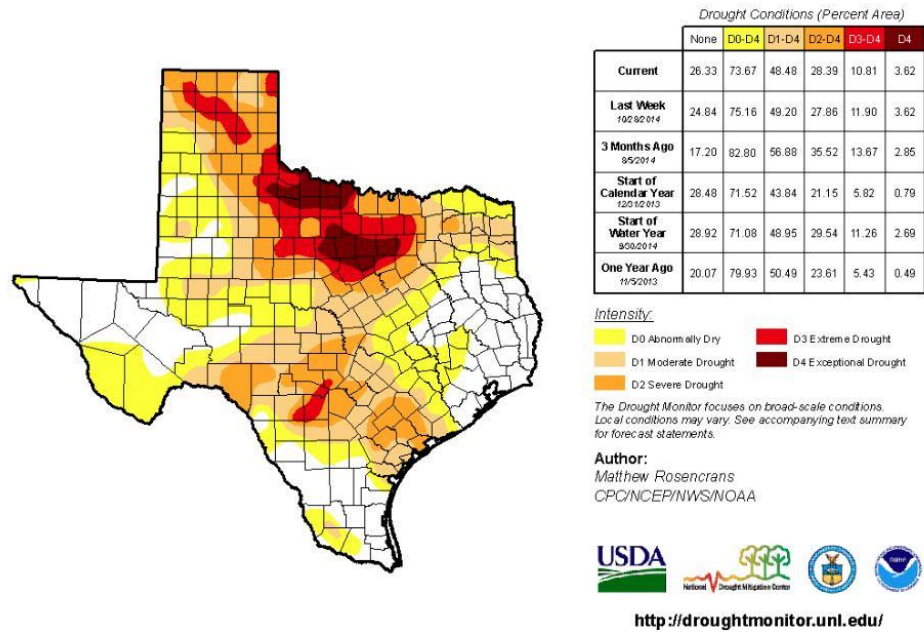 Drought Conditions (Percent Area)
None D0-D4 D1-D4 D2-D4 D3-D4 D4
Current 26.33 73.67 48.48 28.39 10.81 3.62
Last Week
10/28/2014
24.84 75.16 49.20 27.86 11.90 3.62
3 Months Ago
8/5/2014
17.20 82.80 56.88 35.52 13.67 2.85
Start of
Calendar Year
12/31/2013
28.48 71.52 43.84 21.15 5.82 0.79
Start of
Water Year
9/30/2014
28.92 71.08 48.95 29.54 11.26 2.69
One Year Ago
11/5/2013
20.07 79.93 50.49 23.61 5.43 0.49
Intensity:
D0 Abnormally Dry
D3 Extreme Drought
D1 Moderate Drought
D4 Exceptional Drought
D2 Severe Drought
The Drought Monitor focuses on broad-scale conditions.
Local conditions may vary. See accompanying text summary
for forecast statements.
Author:
Matthew Rosencrans
CPC/NCEP/NWS/NOAA
USDA
National Drought Mitigation Center
http://droughtmonitor.unl.edu/